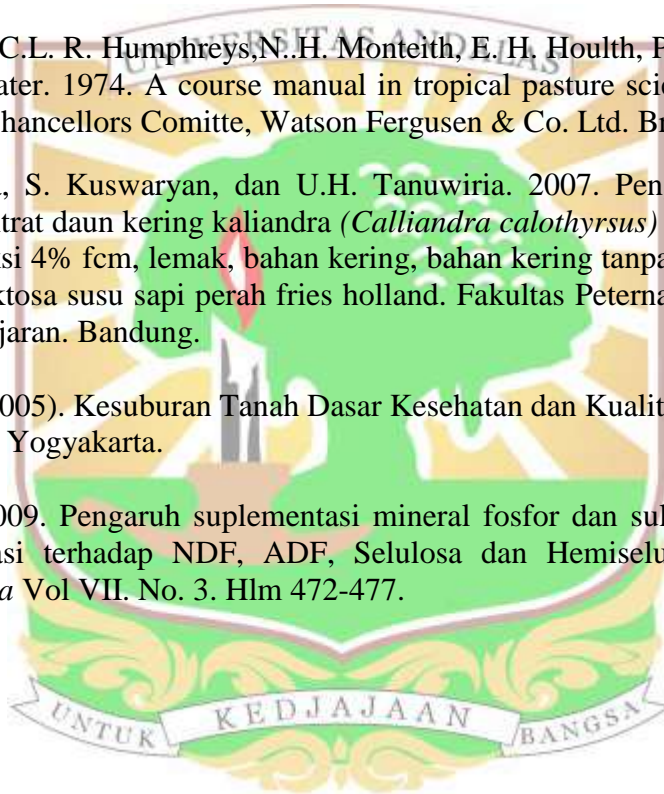 C.L. R. Humphreys,N..H. Monteith, E. H. Houlth, P
ater. 1974. A course manual in tropical pasture scie
Chancellors Comitte, Watson Fergusen & Co. Ltd. Br
, S. Kuswaryan, dan U.H. Tanuwiria. 2007. Pen
trat daun kering kaliandra (Calliandra calothyrsus)
si 4% fcm, lemak, bahan kering, bahan kering tanpa
ktosa susu sapi perah fries holland. Fakultas Peterna
jaran. Bandung.
005). Kesuburan Tanah Dasar Kesehatan dan Kualit
Yogyakarta.
009. Pengaruh suplementasi mineral fosfor dan sul
asi terhadap NDF, ADF, Selulosa dan Hemiselu
a Vol VII. No. 3. Hlm 472-477.
UNIVERSITAS ANDALAS
UNTUK KEDJAJAAN BANGSA